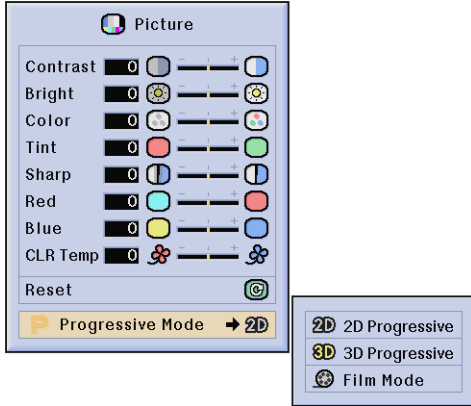 Picture
Contrast 0
Bright 0
Color 0
Tint 0
Sharp 0
Red 0
Blue 0
CLR Temp 0
Reset
P Progressive Mode → 2D
2D 2D Progressive
3D 3D Progressive
Film Mode